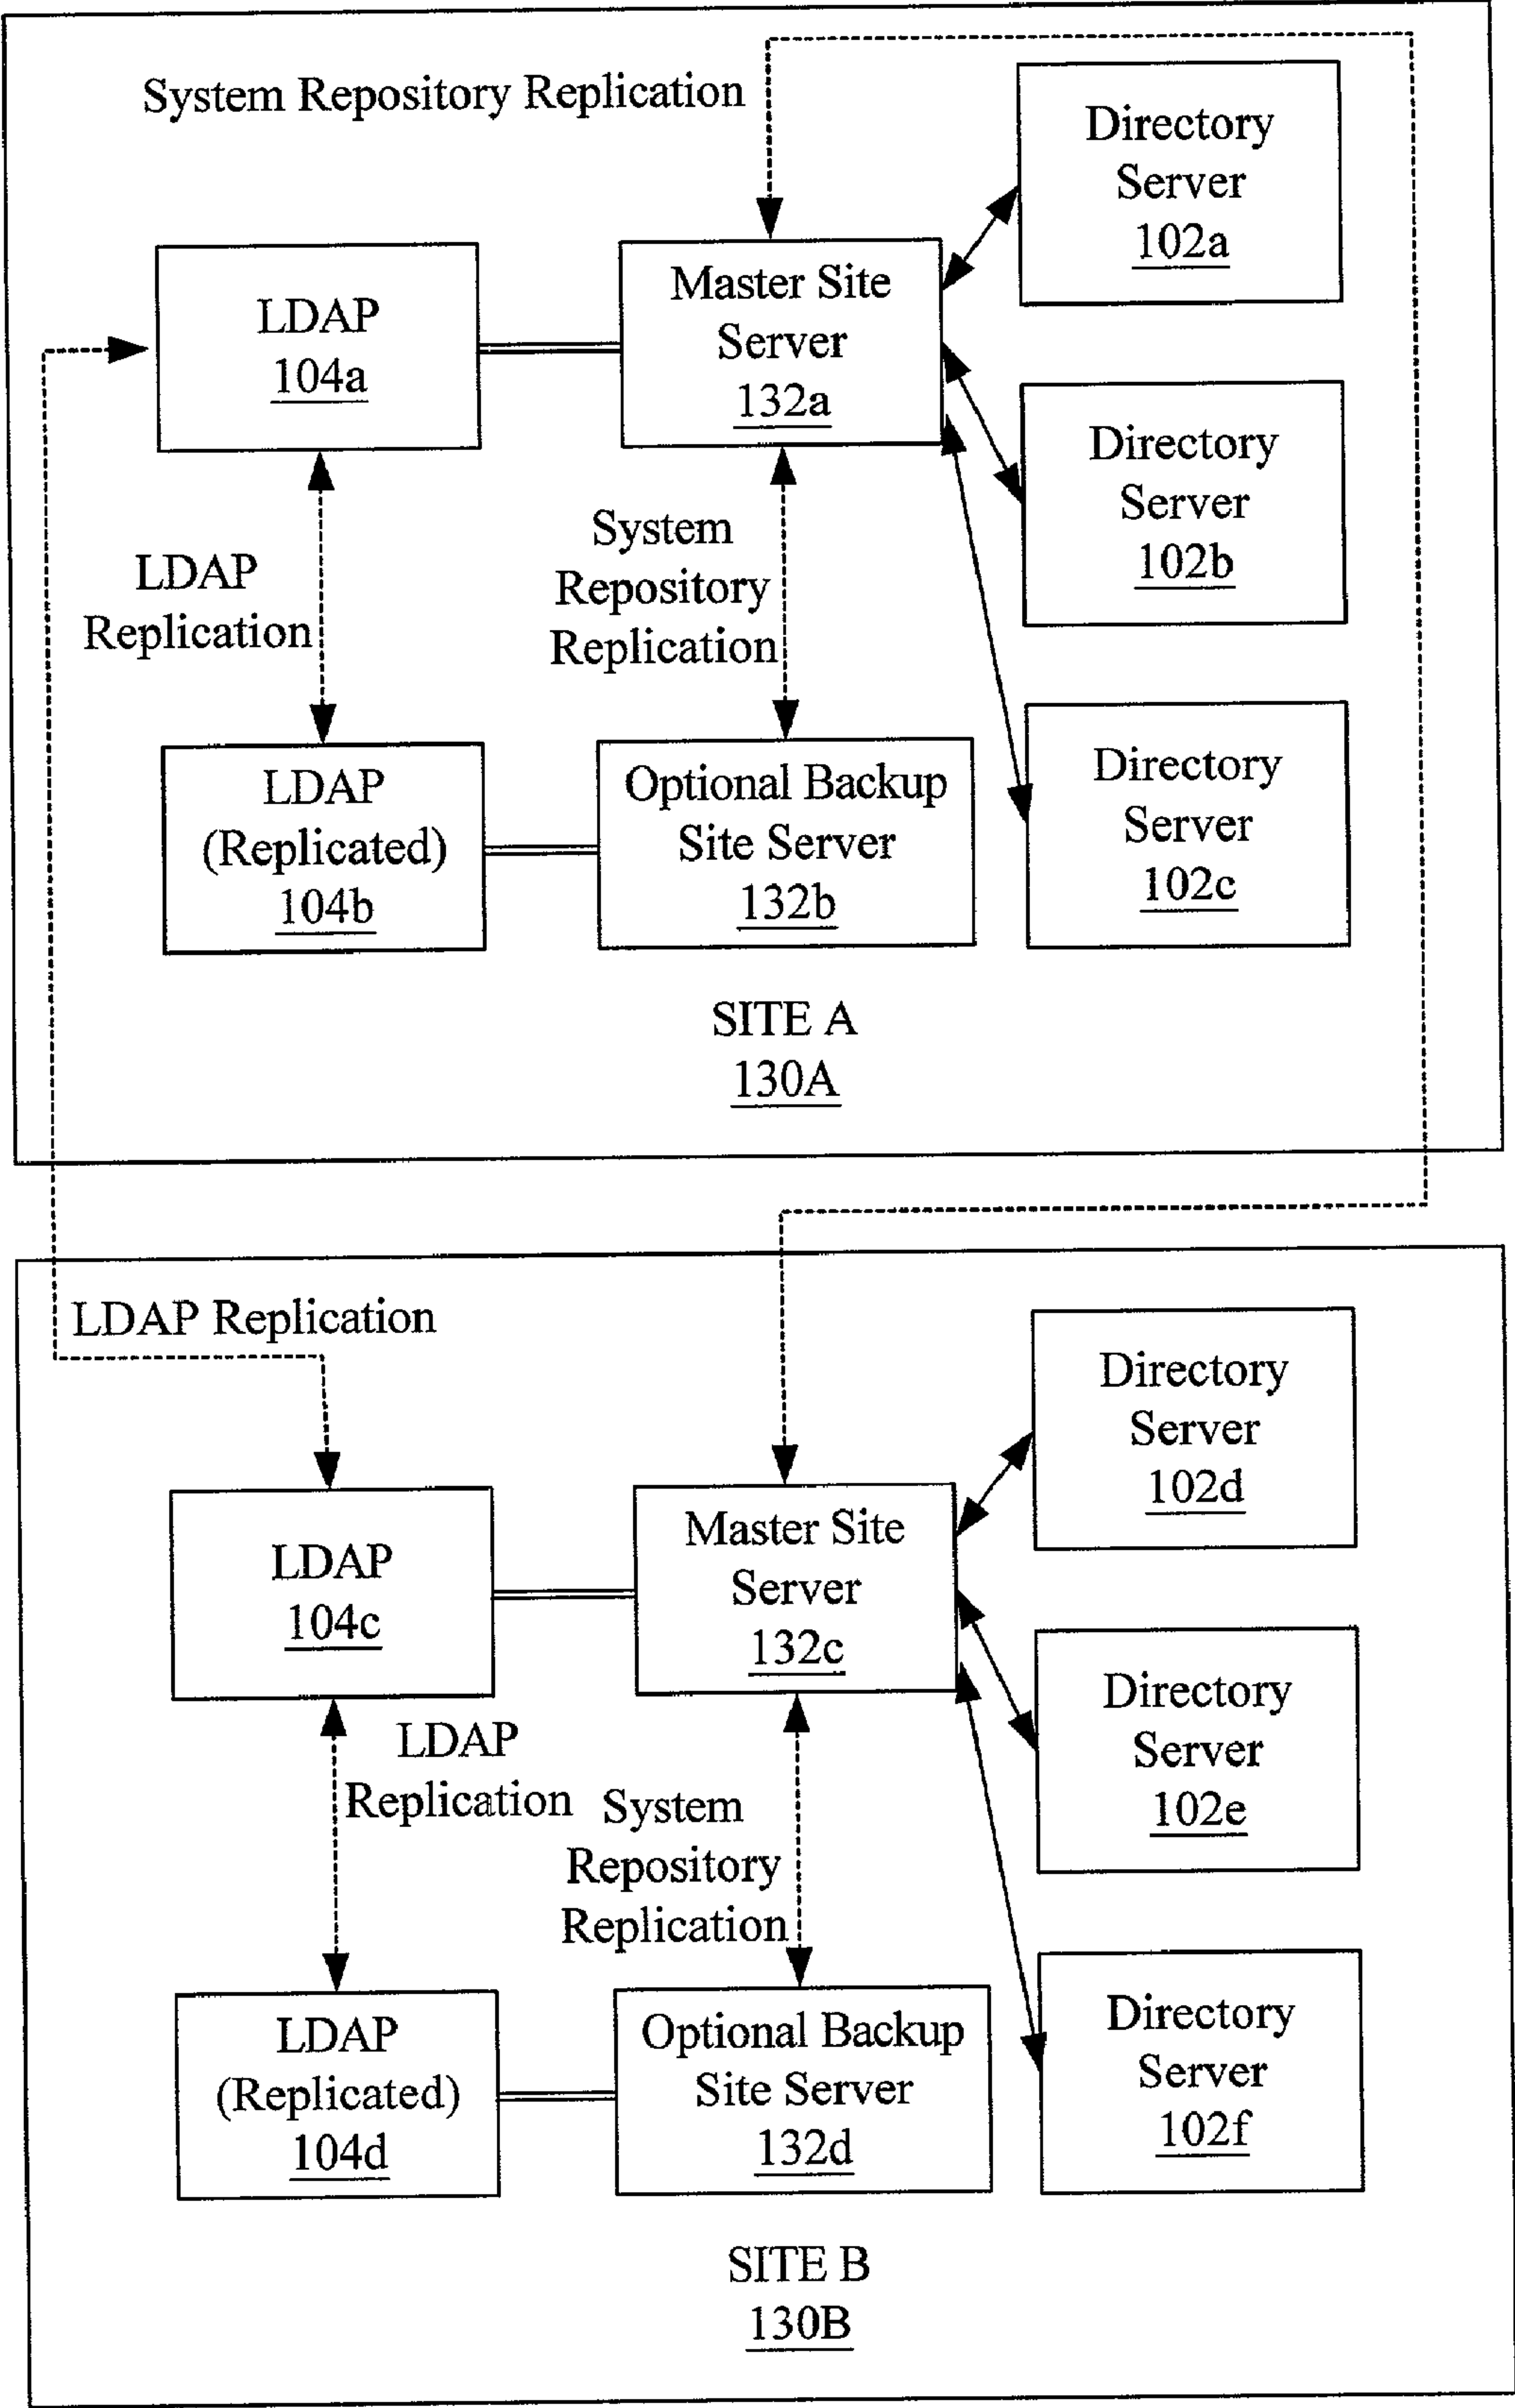 System Repository Replication
Directory
Server
102a
LDAP
104a
Master Site
Server
132a
Directory
Server
102b
LDAP
Replication
System
Repository
Replication
Directory
Server
102c
LDAP
(Replicated)
104b
Optional Backup
Site Server
132b
SITE A
130A
LDAP Replication
Directory
Server
102d
LDAP
104c
Master Site
Server
132c
Directory
Server
102e
LDAP
Replication
System
Repository
Replication
Directory
Server
102f
LDAP
(Replicated)
104d
Optional Backup
Site Server
132d
SITE B
130B